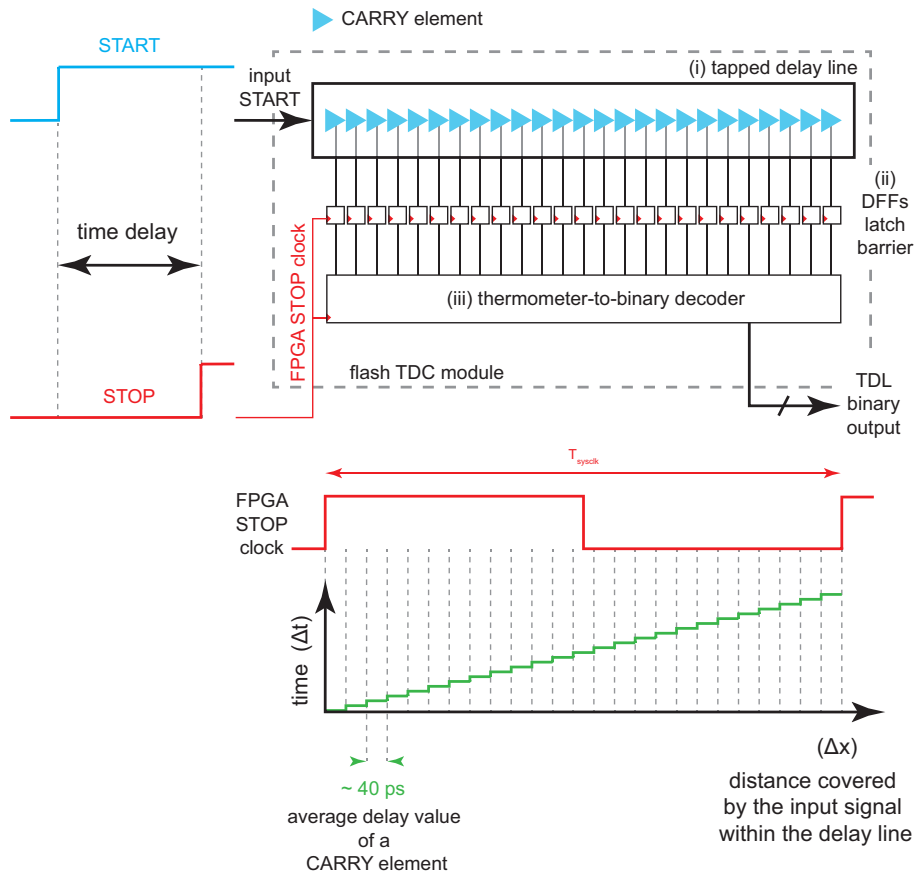 CARRY element
START
(i) tapped delay line
input
START
(ii)
DFFs
latch
barrier
time delay
FPGA STOP clock
(iii) thermometer-to-binary decoder
flash TDC module
STOP
TDL
binary
output
T sysclk
FPGA
STOP
clock
time (Δt)
(Δx)
~ 40 ps
average delay value
of a
CARRY element
distance covered
by the input signal
within the delay line